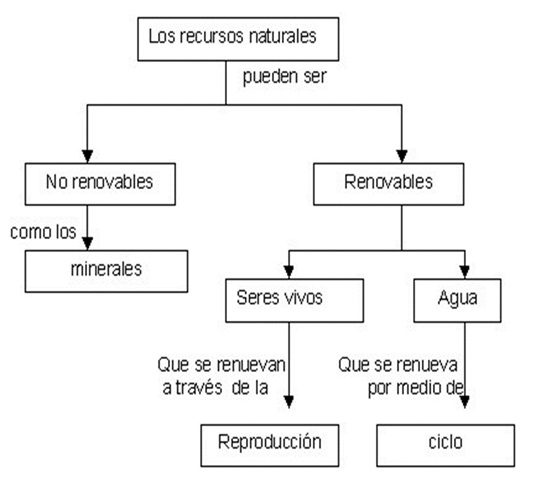 Los recursos naturales
pueden ser
No renovables
Renovables
como los
minerales
Seres vivos
Agua
Que se renuevan
a través de la
Que se renueva
por medio de
Reproducción
ciclo